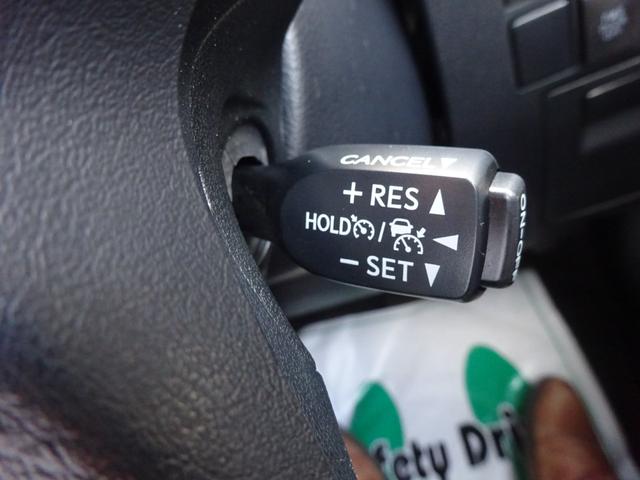 CANCEL
+ RES
HOLD /
- SET
ON-OFF
fety Dri